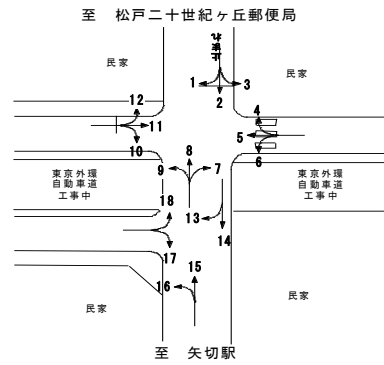 至 松戸二十世紀ヶ丘郵便局
民家
止まれ
民家
1
2
3
12
11
10
4
5
6
8
9
7
東京外環
自動車道
工事中
東京外環
自動車道
工事中
18
13
14
17
15
16
民家
民家
至 矢切駅